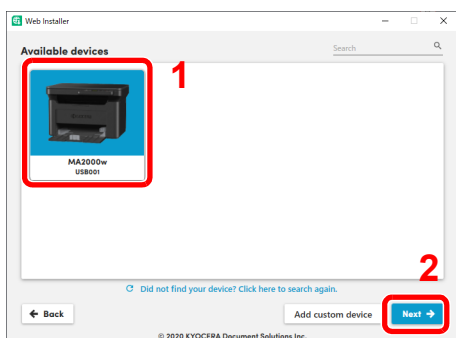 Web Installer
Available devices
Search
1
MA2000w
USB001
Did not find your device? Click here to search again.
2
Back
Add custom device
Next
© 2020 KYOCERA Document Solutions Inc.